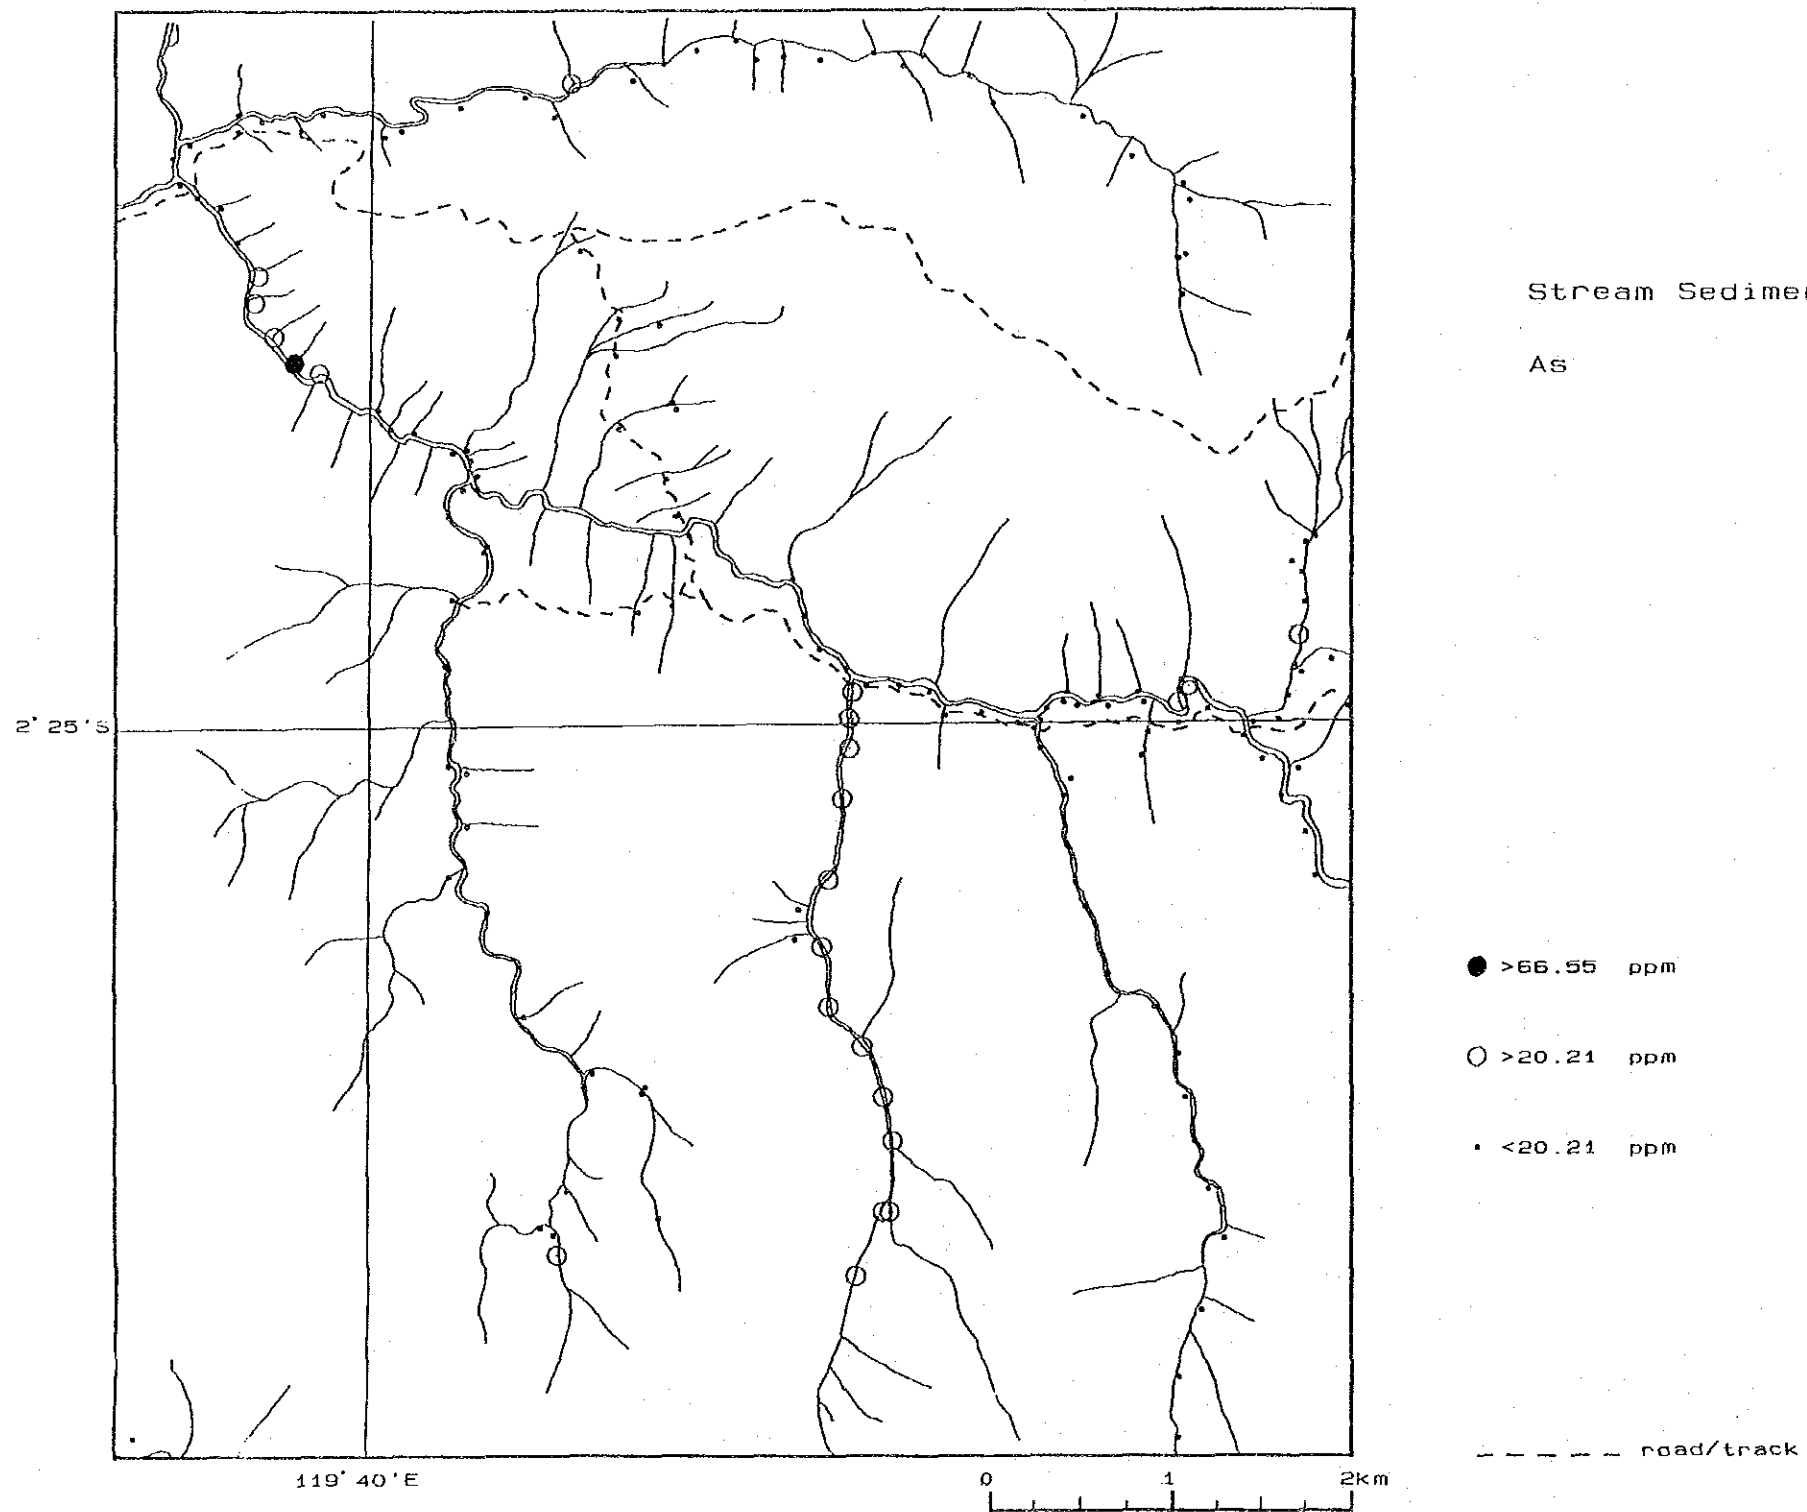 Stream Sedimen
As
2°25'S
>66.55 ppm
>20.21 ppm
<20.21 ppm
road/track
119°40'E
0 1 2km